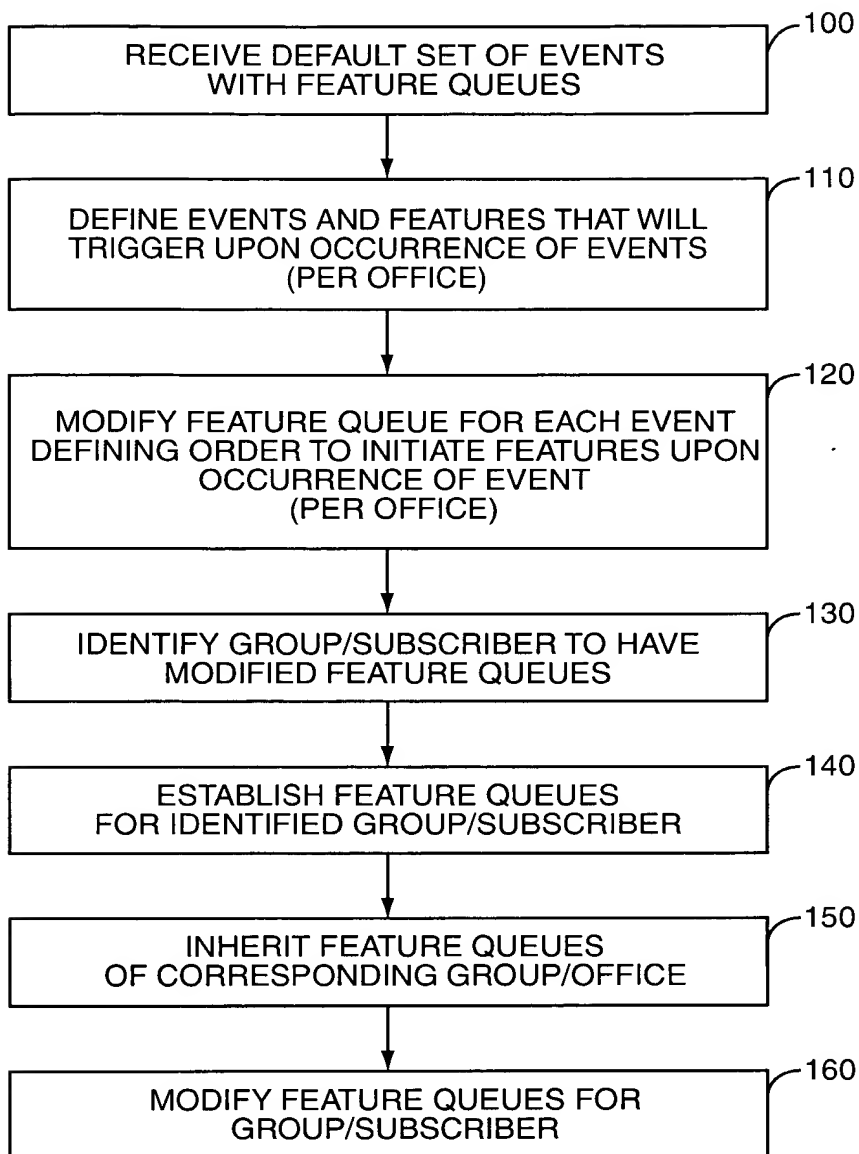 100
RECEIVE DEFAULT SET OF EVENTS
WITH FEATURE QUEUES
110
DEFINE EVENTS AND FEATURES THAT WILL
TRIGGER UPON OCCURRENCE OF EVENTS
(PER OFFICE)
120
MODIFY FEATURE QUEUE FOR EACH EVENT
DEFINING ORDER TO INITIATE FEATURES UPON
OCCURRENCE OF EVENT
(PER OFFICE)
130
IDENTIFY GROUP/SUBSCRIBER TO HAVE
MODIFIED FEATURE QUEUES
140
ESTABLISH FEATURE QUEUES
FOR IDENTIFIED GROUP/SUBSCRIBER
150
INHERIT FEATURE QUEUES
OF CORRESPONDING GROUP/OFFICE
160
MODIFY FEATURE QUEUES FOR
GROUP/SUBSCRIBER